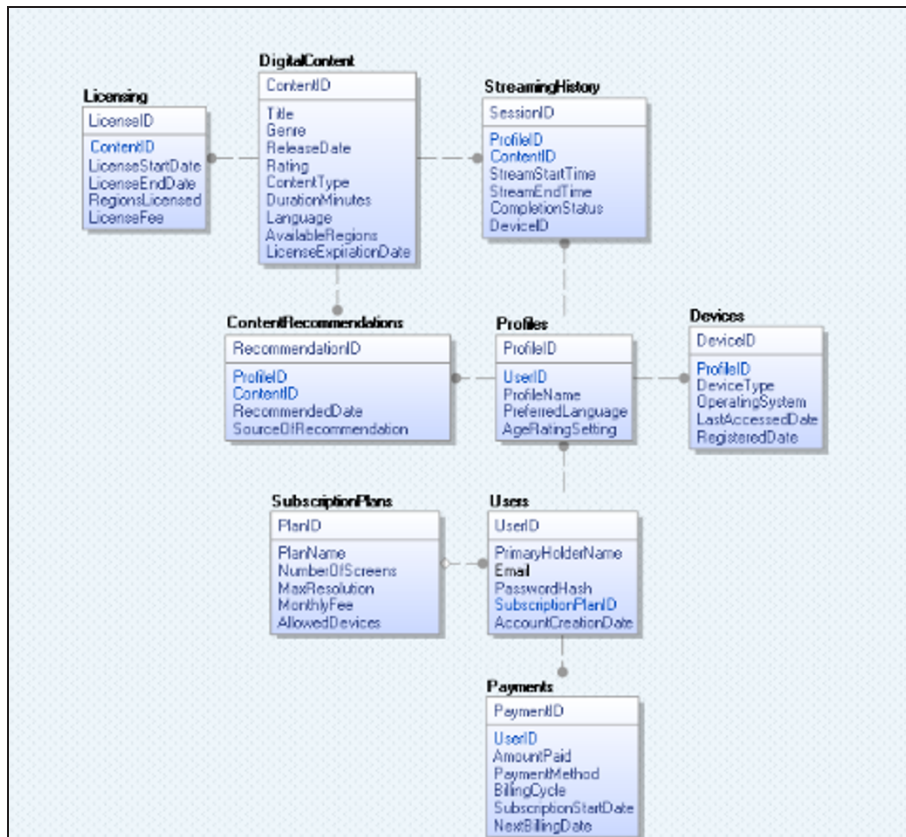 DigitalContent
ContentID
Title
Genre
ReleaseDate
Rating
ContentType
DurationMinutes
Language
AvailableRegions
LicenseExpirationDate
Licensing
LicenseID
ContentID
LicenseStartDate
LicenseEndDate
RegionsLicensed
LicenseFee
StreamingHistory
SessionID
ProfileID
ContentID
StreamStartTime
StreamEndTime
CompletionStatus
DeviceID
ContentRecommendations
RecommendationID
ProfileID
ContentID
RecommendedDate
SourceOfRecommendation
Profiles
ProfileID
UserID
ProfileName
PreferredLanguage
AgeRatingSetting
Devices
DeviceID
ProfileID
DeviceType
OperatingSystem
LastAccessedDate
RegisteredDate
SubscriptionPlans
PlanID
PlanName
NumberOfScreens
MaxResolution
MonthlyFee
AllowedDevices
Users
UserID
PrimaryHolderName
Email
PasswordHash
SubscriptionPlanID
AccountCreationDate
Payments
PaymentID
UserID
AmountPaid
PaymentMethod
BillingCycle
SubscriptionStartDate
NextBillingDate